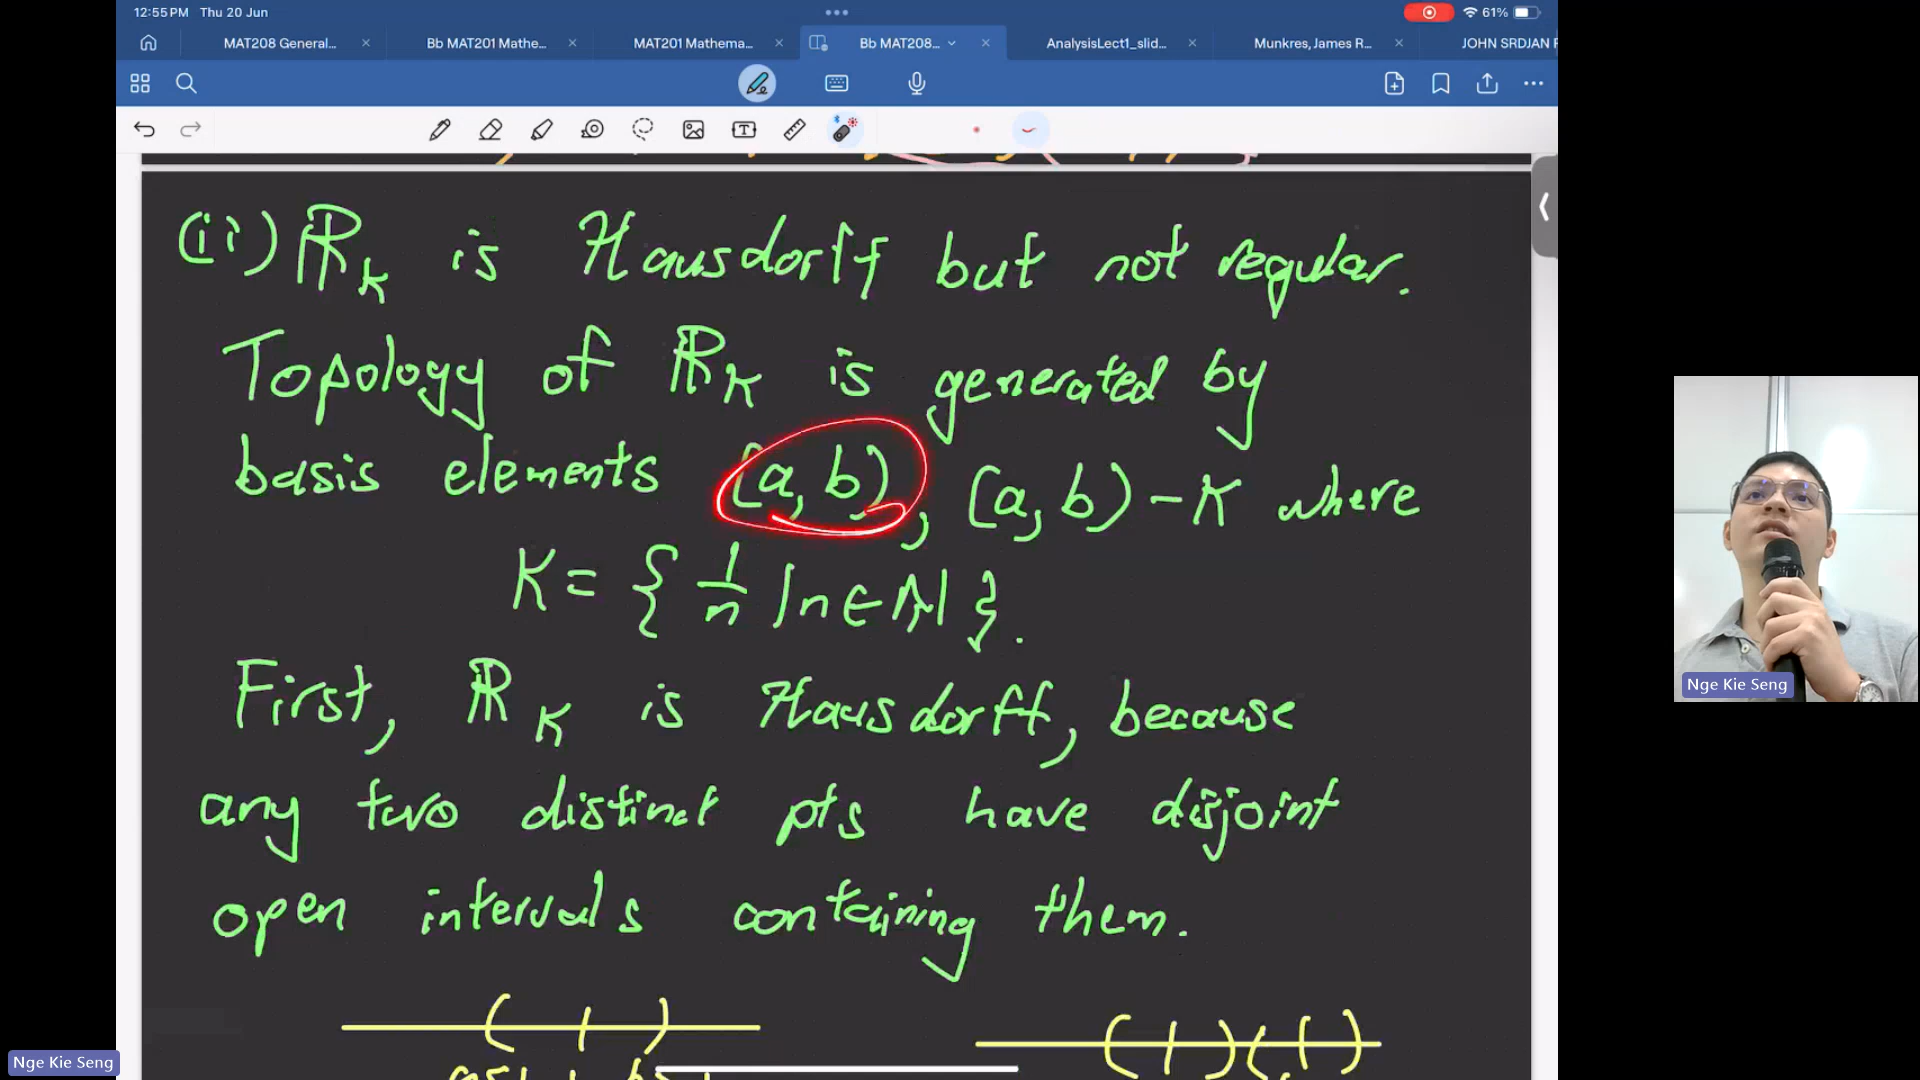 12:55 PM Thu 20 Jun
61%
MAT208 General...
Bb MAT201 Mathe...
MAT201 Mathema...
Bb MAT208...
AnalysisLect1_slid...
Munkres, James R...
JOHN SRDJAN
(ii) ℝ_K is Hausdorff but not regular.
Topology of ℝ_K is generated by
basis elements (a,b), (a,b)-K where
K = { 1/n | n ∈ ℕ }.
First, ℝ_K is Hausdorff, because
any two distinct pts have disjoint
open intervals containing them.
Nge Kie Seng
Nge Kie Seng